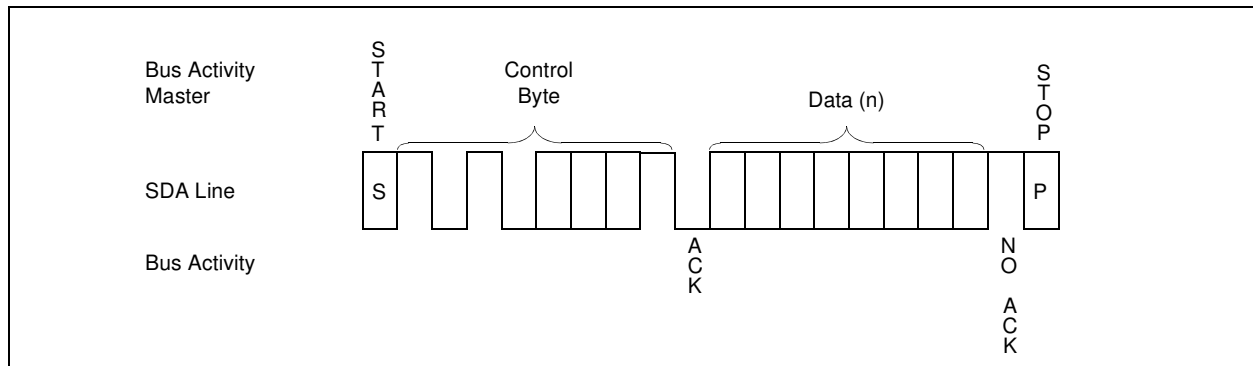 Bus Activity
Master
START
Control
Byte
Data (n)
STOP
SDA Line
S
P
Bus Activity
ACK
NO ACK